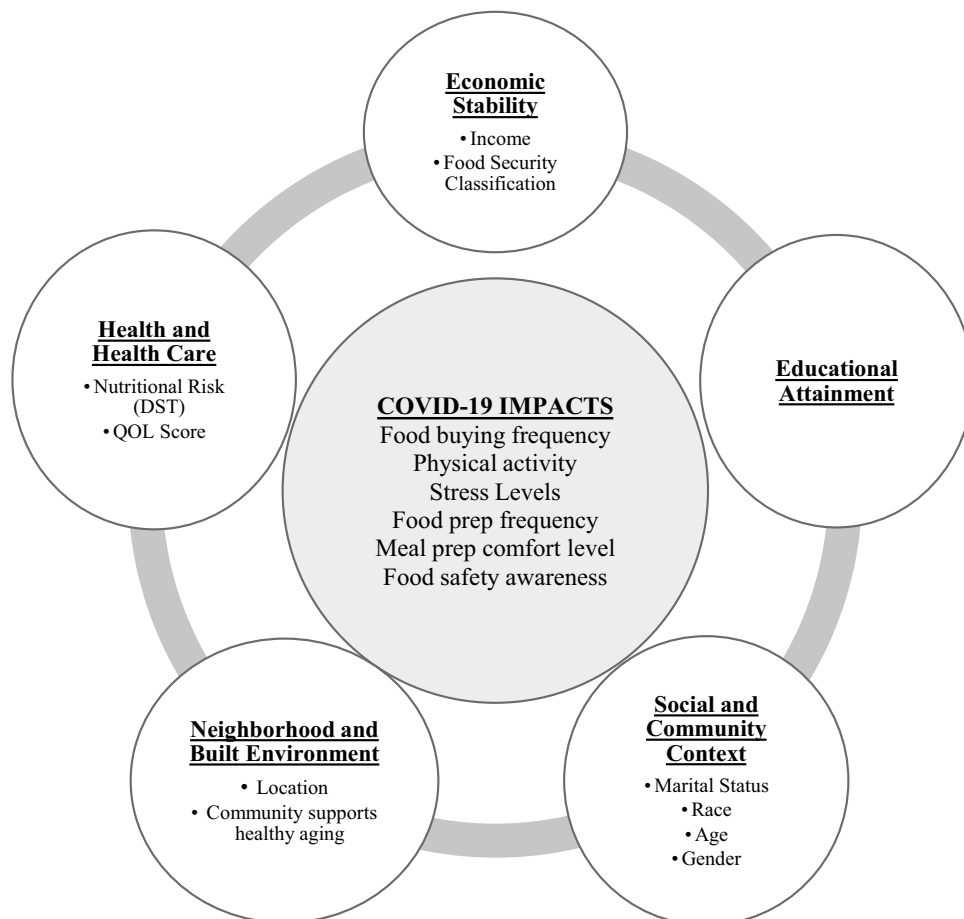 Economic
Stability
• Income
• Food Security
Classification
Health and
Health Care
• Nutritional Risk
(DST)
• QOL Score
Educational
Attainment
COVID-19 IMPACTS
Food buying frequency
Physical activity
Stress Levels
Food prep frequency
Meal prep comfort level
Food safety awareness
Neighborhood and
Built Environment
• Location
• Community supports
healthy aging
Social and
Community
Context
• Marital Status
• Race
• Age
• Gender